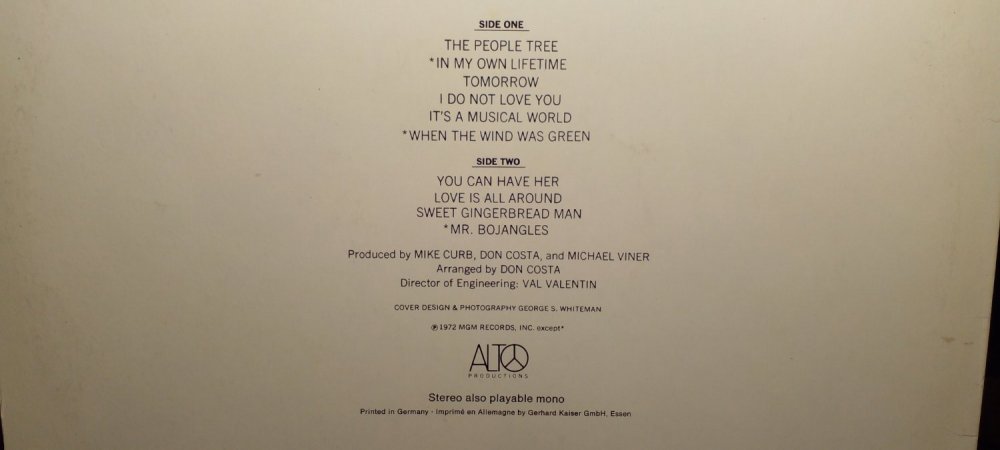 SIDE ONE
THE PEOPLE TREE
*IN MY OWN LIFETIME
TOMORROW
I DO NOT LOVE YOU
IT'S A MUSICAL WORLD
*WHEN THE WIND WAS GREEN
SIDE TWO
YOU CAN HAVE HER
LOVE IS ALL AROUND
SWEET GINGERBREAD MAN
*MR. BOJANGLES
Produced by MIKE CURB, DON COSTA, and MICHAEL VINER
Arranged by DON COSTA
Director of Engineering: VAL VALENTIN
COVER DESIGN & PHOTOGRAPHY GEORGE S. WHITEMAN
℗ 1972 MGM RECORDS, INC. except*
ALTO
PRODUCTIONS
Stereo also playable mono
Printed in Germany - Imprimé en Allemagne by Gerhard Kaiser GmbH, Essen